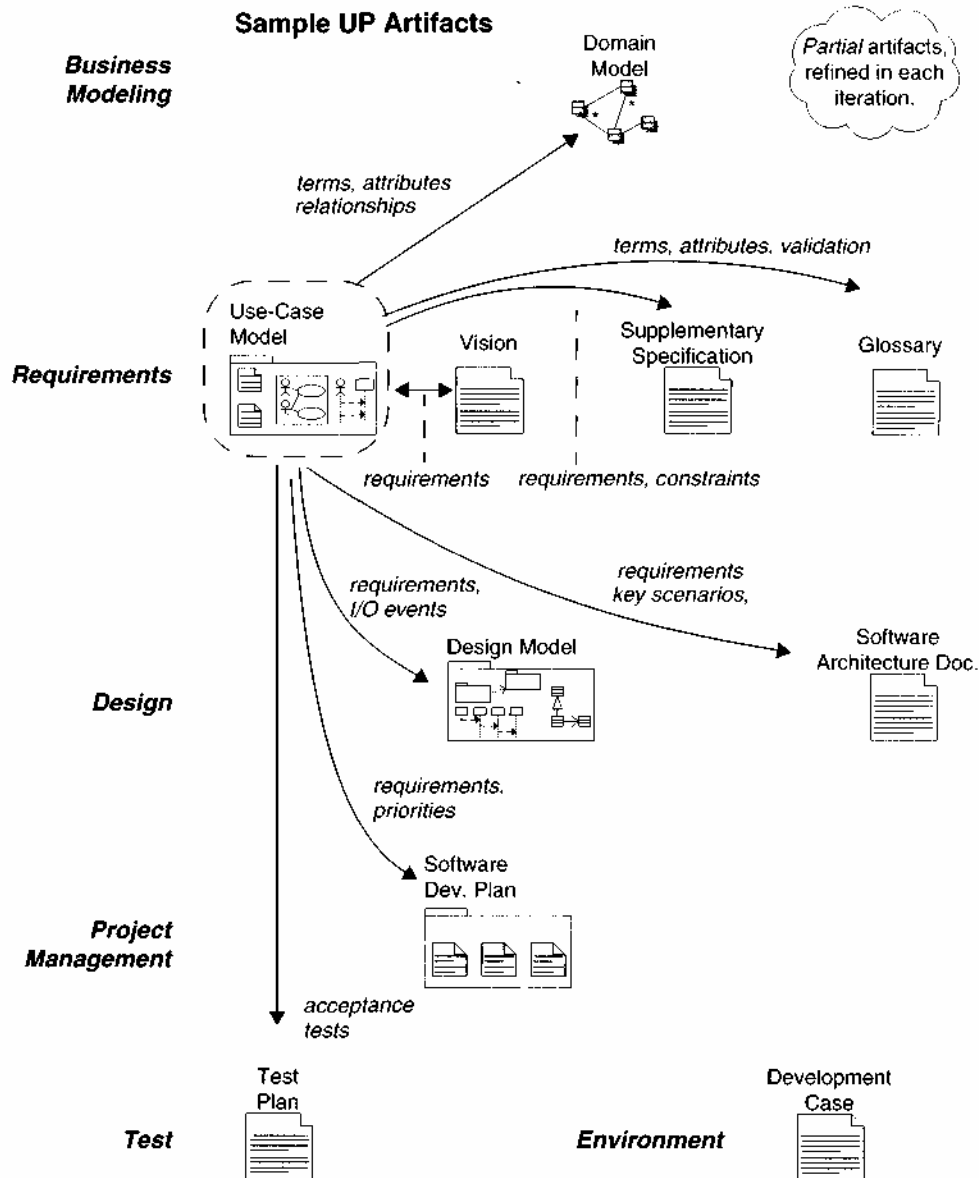 Sample UP Artifacts
Business
Modeling
Domain
Model
Partial artifacts,
refined in each
iteration.
*
*
terms, attributes
relationships
terms, attributes. validation
Use-Case
Model
Vision
Supplementary
Specification
Glossary
Requirements
requirements
requirements, constraints
requirements,
I/O events
requirements
key scenarios,
Design Model
Software
Architecture Doc.
Design
requirements.
priorities
Software
Dev. Plan
Project
Management
acceptance
tests
Test
Plan
Development
Case
Test
Environment